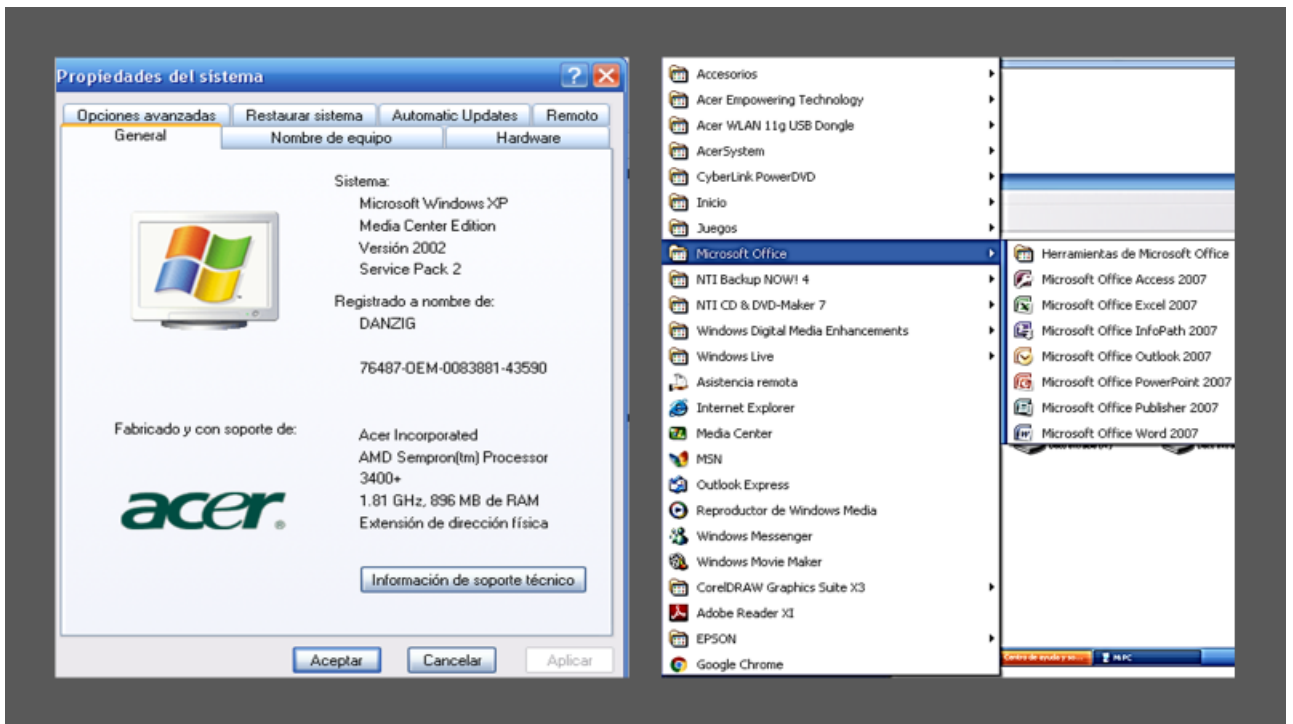 Propiedades del sistema
Opciones avanzadas Restaurar sistema Automatic Updates Remoto
General Nombre de equipo Hardware
Sistema:
Microsoft Windows XP
Media Center Edition
Versión 2002
Service Pack 2
Registrado a nombre de:
DANZIG
76487-OEM-0083881-43590
Fabricado y con soporte de:
Acer Incorporated
AMD Sempron(tm) Processor
3400+
1.81 GHz, 896 MB de RAM
Extensión de dirección física
acer
Información de soporte técnico
Aceptar Cancelar Aplicar
Accesorios
Acer Empowering Technology
Acer WLAN 11g USB Dongle
AcerSystem
CyberLink PowerDVD
Inicio
Juegos
Microsoft Office
NTI Backup NOW! 4
NTI CD & DVD-Maker 7
Windows Digital Media Enhancements
Windows Live
Asistencia remota
Internet Explorer
Media Center
MSN
Outlook Express
Reproductor de Windows Media
Windows Messenger
Windows Movie Maker
CorelDRAW Graphics Suite X3
Adobe Reader XI
EPSON
Google Chrome
Herramientas de Microsoft Office
Microsoft Office Access 2007
Microsoft Office Excel 2007
Microsoft Office InfoPath 2007
Microsoft Office Outlook 2007
Microsoft Office PowerPoint 2007
Microsoft Office Publisher 2007
Microsoft Office Word 2007
Centro de ayuda y so... Mi PC